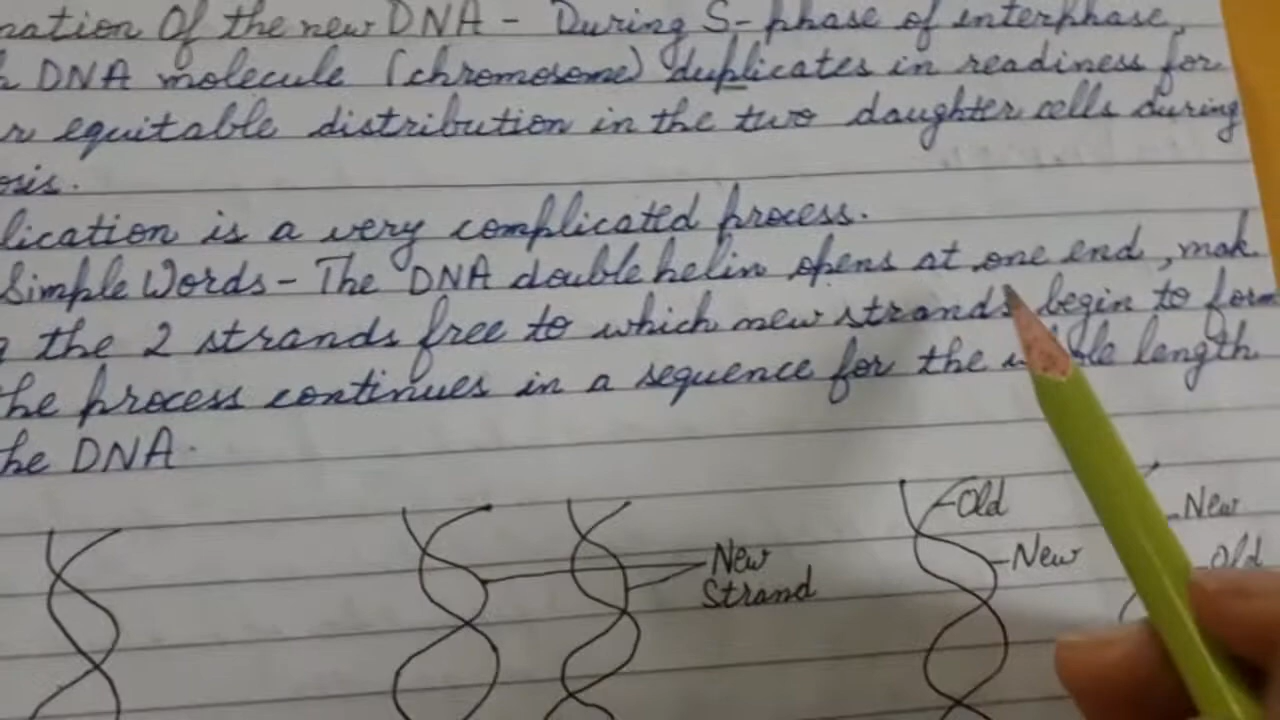 nation Of the new DNA - During S-phase of interphase,
h DNA molecule (chromosome) duplicates in readiness for
r equitable distribution in the two daughter cells during
osis.
lication is a very complicated process.
Simple Words - The DNA double helix opens at one end, mak
g the 2 strands free to which new strands begin to form
he process continues in a sequence for the whole length
he DNA.
Old
New
New
Strand
New
Old